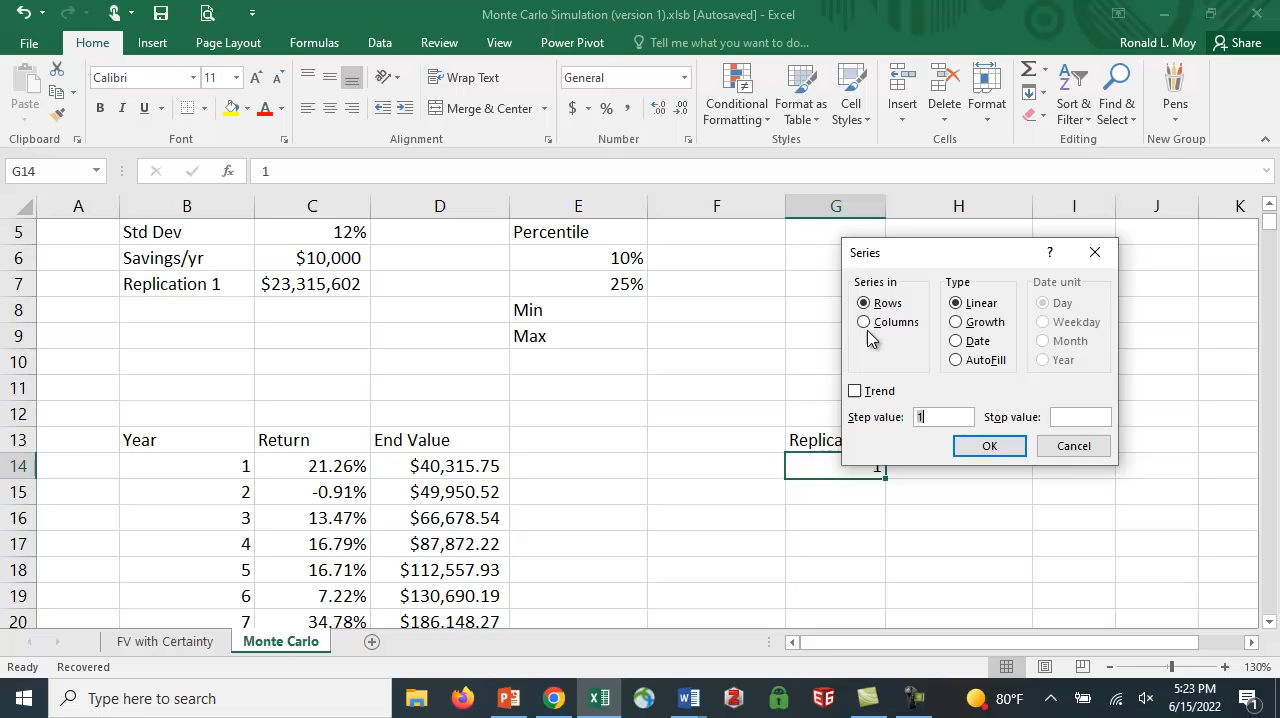 Monte Carlo Simulation (version 1).xlsb [Autosaved] - Excel
File Home Insert Page Layout Formulas Data Review View Power Pivot Tell me what you want to do... Ronald L. Moy Share
Paste
Calibri 11 A A
B I U A
Wrap Text
Merge & Center
General
$ % , .0 .00
Conditional Formatting
Format as Table
Cell Styles
Insert
Delete
Format
Sort & Filter
Find & Select
Pens
Clipboard Font Alignment Number Styles Cells Editing New Group
G14 fx 1
A B C D E F G H I J K
5 Std Dev 12% Percentile
6 Savings/yr $10,000 10%
7 Replication 1 $23,315,602 25%
8 Min
9 Max
10
11
12
13 Year Return End Value Replica
14 1 21.26% $40,315.75 1
15 2 -0.91% $49,950.52
16 3 13.47% $66,678.54
17 4 16.79% $87,872.22
18 5 16.71% $112,557.93
19 6 7.22% $130,690.19
20 7 34.78% $186,148.27
Series ?
Series in Type Date unit
Rows Linear Day
Columns Growth Weekday
Date Month
AutoFill Year
Trend
Step value: 1 Stop value:
OK Cancel
FV with Certainty Monte Carlo
Ready Recovered 130%
Type here to search
80°F
5:23 PM
6/15/2022
1